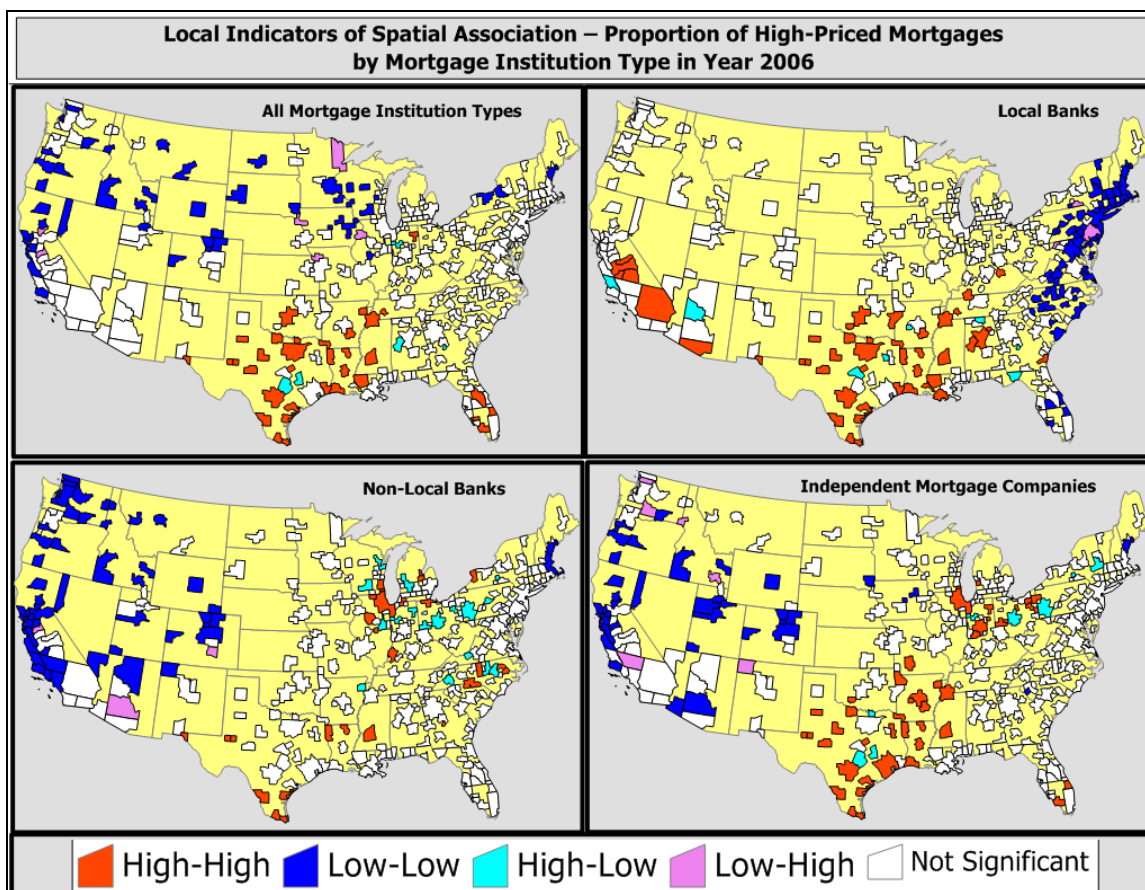 Local Indicators of Spatial Association – Proportion of High-Priced Mortgages
by Mortgage Institution Type in Year 2006
All Mortgage Institution Types
Local Banks
Non-Local Banks
Independent Mortgage Companies
High-High
Low-Low
High-Low
Low-High
Not Significant